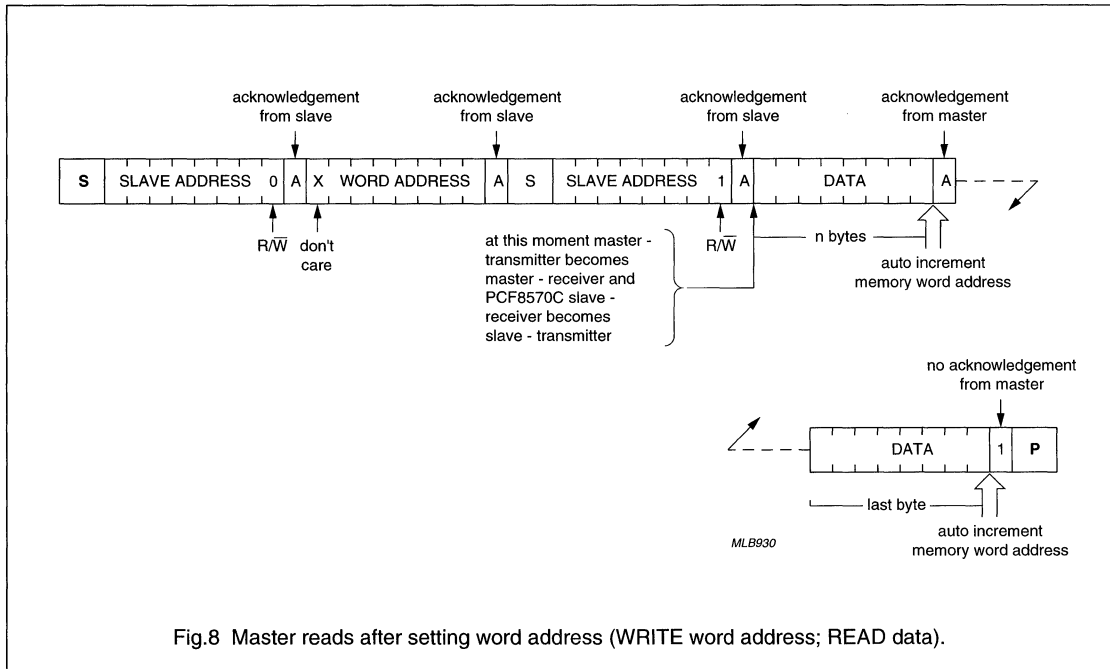 acknowledgement from slave
acknowledgement from slave
acknowledgement from slave
acknowledgement from master
S SLAVE ADDRESS 0 A X WORD ADDRESS A S SLAVE ADDRESS 1 A DATA A
R/W̅
don't care
at this moment master -
transmitter becomes
master - receiver and
PCF8570C slave -
receiver becomes
slave - transmitter
R/W̅
n bytes
auto increment
memory word address
no acknowledgement
from master
DATA 1 P
last byte
auto increment
memory word address
MLB930
Fig.8 Master reads after setting word address (WRITE word address; READ data).